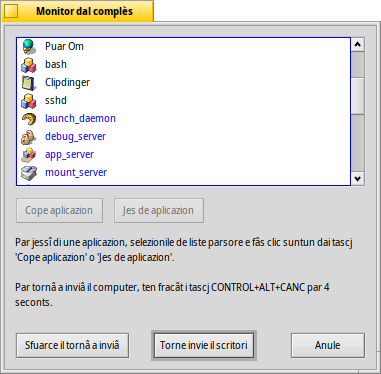 Monitor dal complès
Puar Om
bash
Clipdinger
sshd
launch_daemon
debug_server
app_server
mount_server
Cope aplicazion
Jes de aplicazion
Par jessî di une aplicazion, selezionile de liste parsore e fâs clic suntun dai tascj
'Cope aplicazion' o 'Jes de aplicazion'.
Par tornâ a inviâ il computer, ten fracâti i tascj CONTROL+ALT+CANC par 4
seconts.
Sfuarce il tornâ a inviâ
Torne invie il scritori
Anule